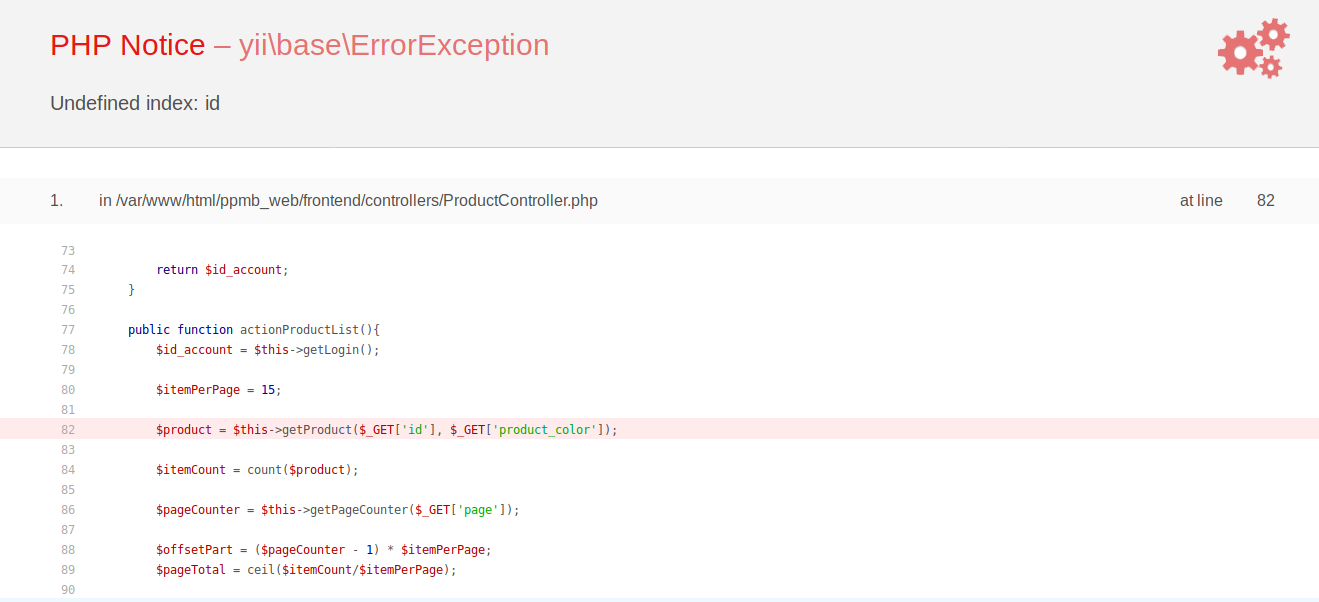 PHP Notice – yii\base\ErrorException
Undefined index: id
1. in /var/www/html/ppmb_web/frontend/controllers/ProductController.php at line 82
73
74 return $id_account;
75 }
76
77 public function actionProductList(){
78 $id_account = $this->getLogin();
79
80 $itemPerPage = 15;
81
82 $product = $this->getProduct($_GET['id'], $_GET['product_color']);
83
84 $itemCount = count($product);
85
86 $pageCounter = $this->getPageCounter($_GET['page']);
87
88 $offsetPart = ($pageCounter - 1) * $itemPerPage;
89 $pageTotal = ceil($itemCount/$itemPerPage);
90